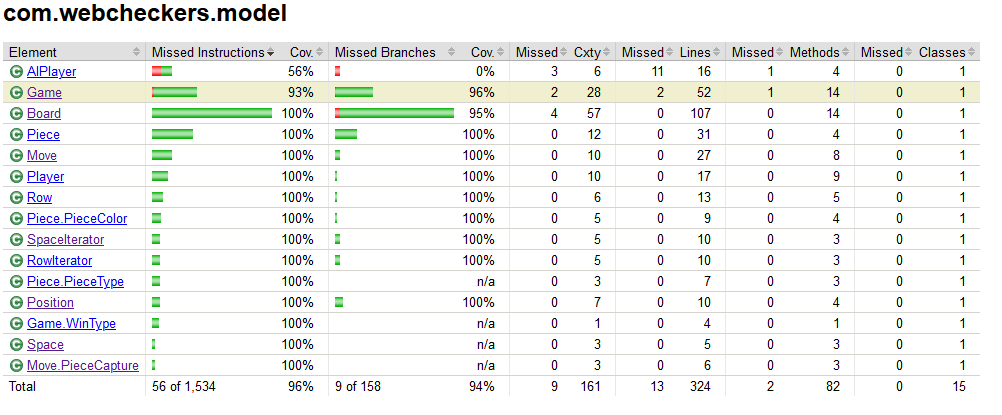 com.webcheckers.model
Element Missed Instructions Cov. Missed Branches Cov. Missed Cxty Missed Lines Missed Methods Missed Classes
C AIPlayer 56% 0% 3 6 11 16 1 4 0 1
C Game 93% 96% 2 28 2 52 1 14 0 1
C Board 100% 95% 4 57 0 107 0 14 0 1
C Piece 100% 100% 0 12 0 31 0 4 0 1
C Move 100% 100% 0 10 0 27 0 8 0 1
C Player 100% 100% 0 10 0 17 0 9 0 1
C Row 100% 100% 0 6 0 13 0 5 0 1
C Piece.PieceColor 100% 100% 0 5 0 9 0 4 0 1
C SpaceIterator 100% 100% 0 5 0 10 0 3 0 1
C RowIterator 100% 100% 0 5 0 10 0 3 0 1
C Piece.PieceType 100% n/a 0 3 0 7 0 3 0 1
C Position 100% 100% 0 7 0 10 0 4 0 1
C Game.WinType 100% n/a 0 1 0 4 0 1 0 1
C Space 100% n/a 0 3 0 5 0 3 0 1
C Move.PieceCapture 100% n/a 0 3 0 6 0 3 0 1
Total 56 of 1,534 96% 9 of 158 94% 9 161 13 324 2 82 0 15